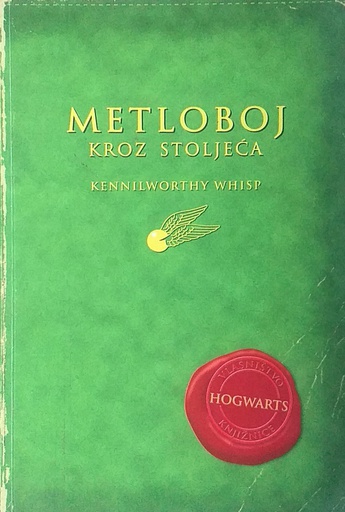 METLOBOJ
KROZ STOLJEĆA
KENNILWORTHY WHISP
VLASNIŠTVO
HOGWARTS
KNJIŽNICE